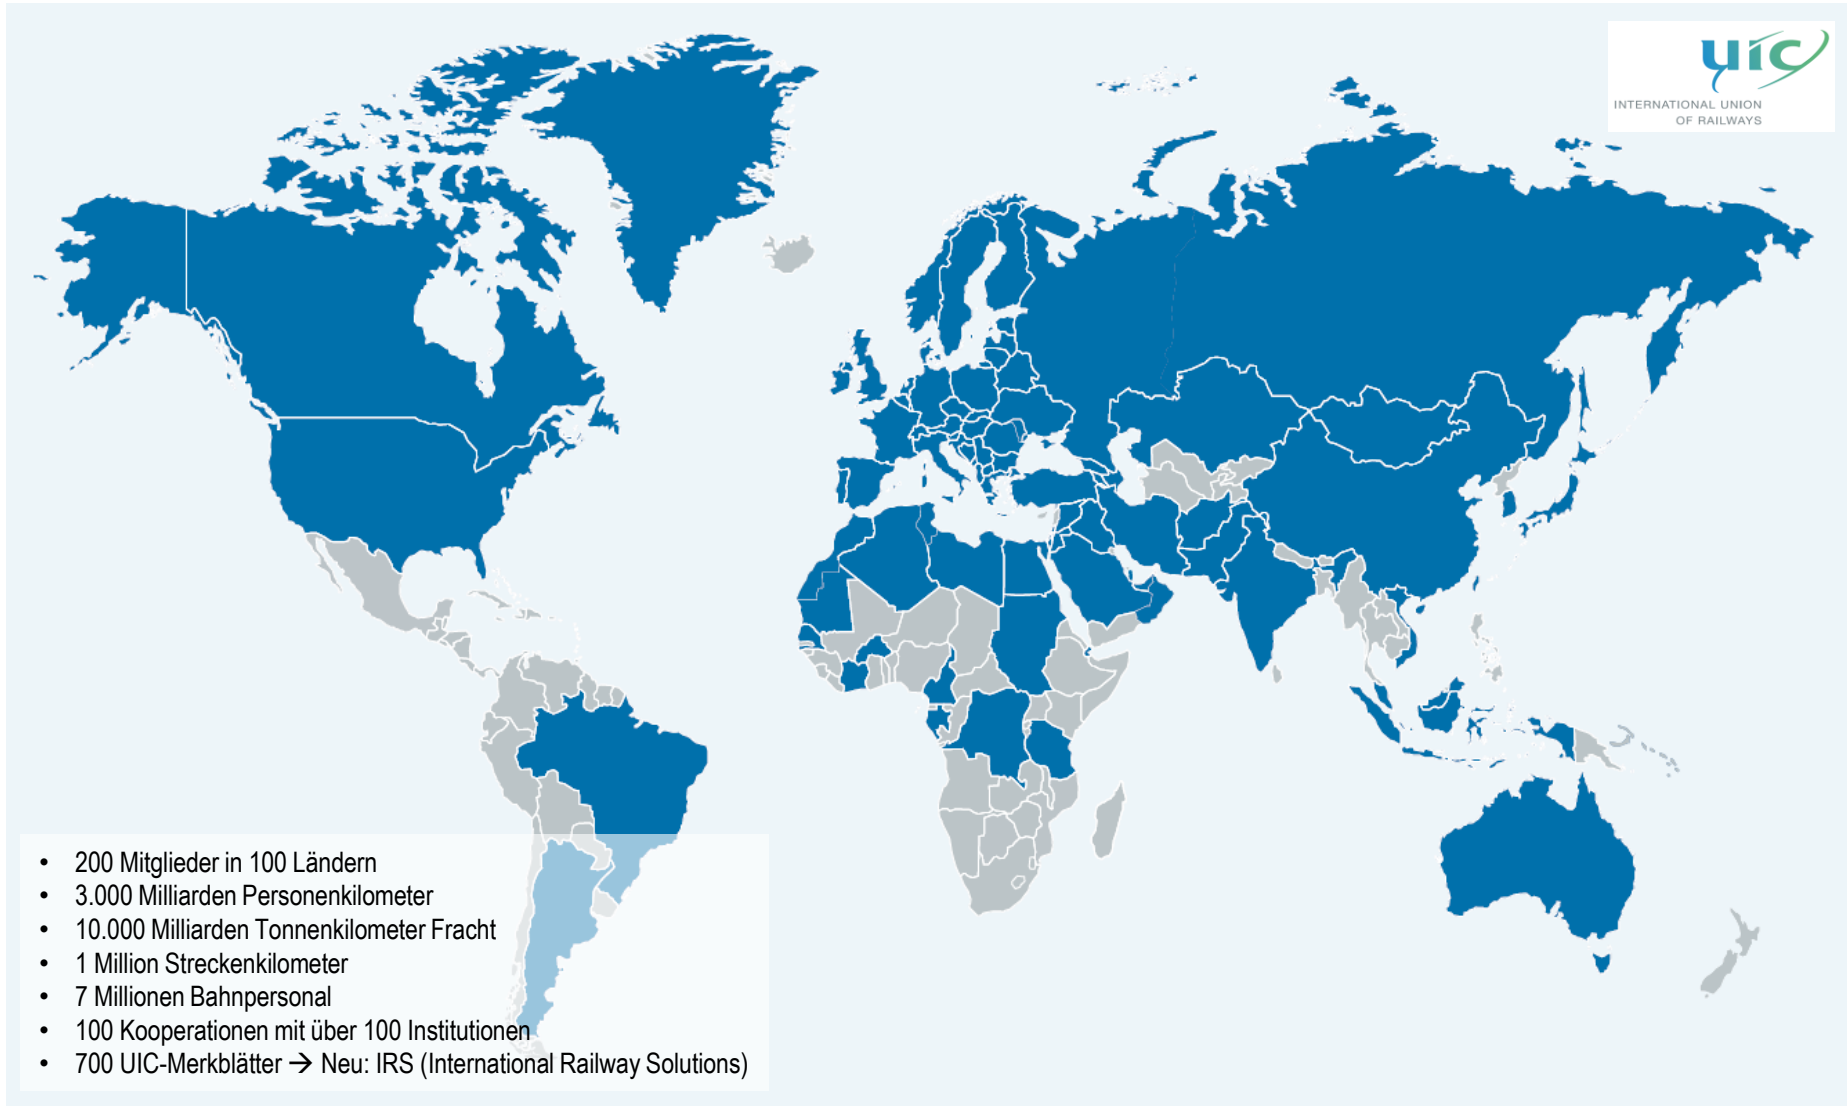 uic
INTERNATIONAL UNION
OF RAILWAYS
• 200 Mitglieder in 100 Ländern
• 3.000 Milliarden Personenkilometer
• 10.000 Milliarden Tonnenkilometer Fracht
• 1 Million Streckenkilometer
• 7 Millionen Bahnpersonal
• 100 Kooperationen mit über 100 Institutionen
• 700 UIC-Merkblätter → Neu: IRS (International Railway Solutions)